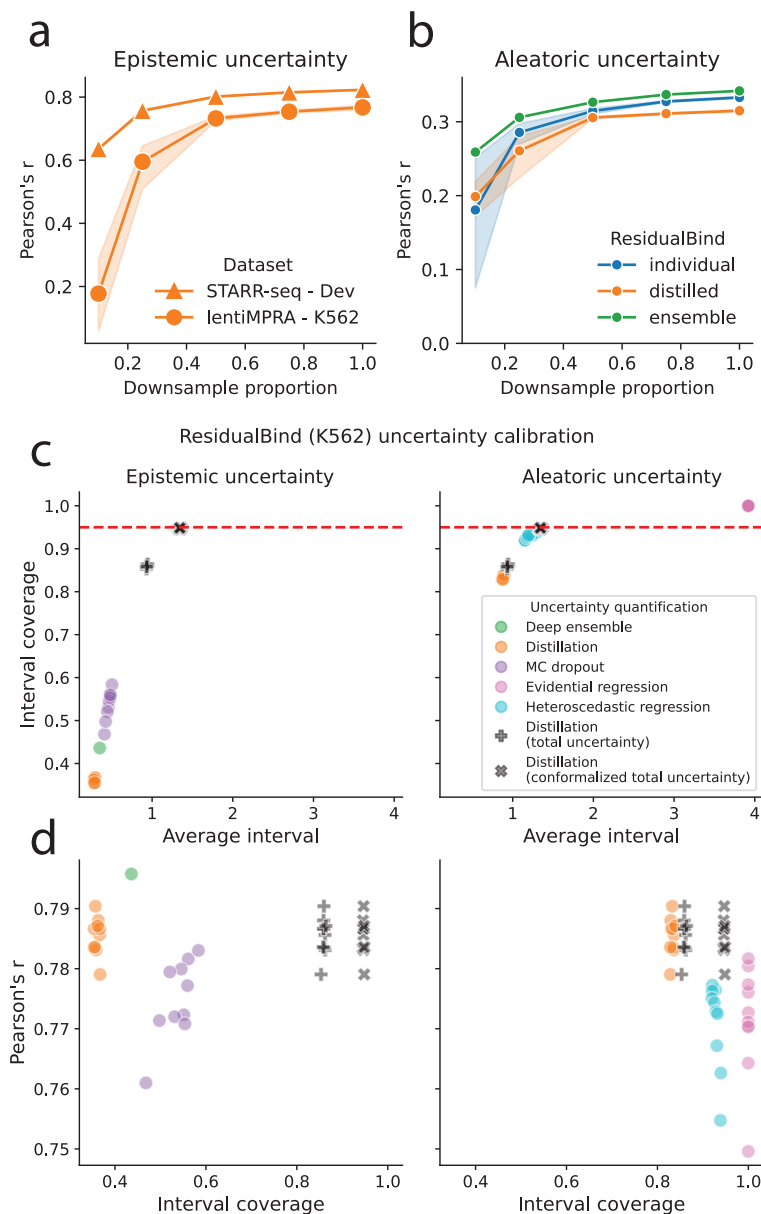 a
Epistemic uncertainty
0.8
0.6
0.4
0.2
Pearson's r
Dataset
STARR-seq - Dev
lentiMPRA - K562
0.2
0.4
0.6
0.8
1.0
Downsample proportion
b
Aleatoric uncertainty
0.3
0.2
0.1
0.0
Pearson's r
ResidualBind
individual
distilled
ensemble
0.2
0.4
0.6
0.8
1.0
Downsample proportion
ResidualBind (K562) uncertainty calibration
c
Epistemic uncertainty
1.0
0.9
0.8
0.7
0.6
0.5
0.4
Interval coverage
1
2
3
4
Average interval
Aleatoric uncertainty
Uncertainty quantification
Deep ensemble
Distillation
MC dropout
Evidential regression
Heteroscedastic regression
Distillation
(total uncertainty)
Distillation
(conformalized total uncertainty)
1
2
3
4
Average interval
d
0.79
0.78
0.77
0.76
0.75
Pearson's r
0.4
0.6
0.8
1.0
Interval coverage
0.4
0.6
0.8
1.0
Interval coverage